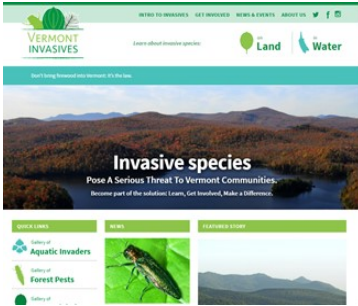 INTRO TO INVASIVES GET INVOLVED NEWS & EVENTS ABOUT US
VERMONT
INVASIVES
Learn about invasive species:
on
Land
in
Water
Don't bring firewood into Vermont: It's the law.
Invasive species
Pose A Serious Threat To Vermont Communities.
Become part of the solution: Learn, Get Involved, Make a Difference.
QUICK LINKS
NEWS
FEATURED STORY
Gallery of
Aquatic Invaders
Gallery of
Forest Pests
Gallery of